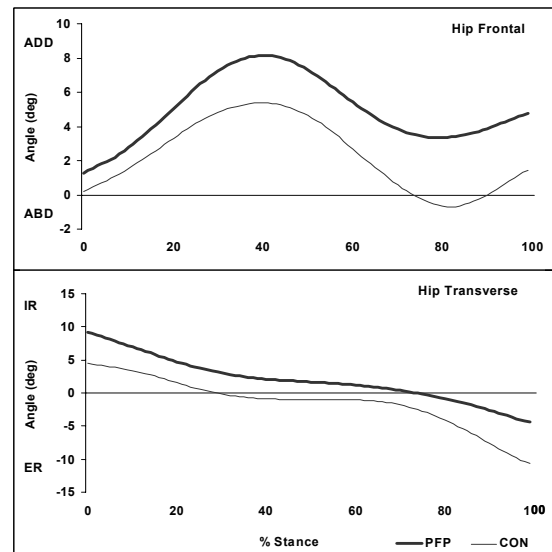 Hip Frontal
ADD
Angle (deg)
ABD
10
8
6
4
2
0
-2
0 20 40 60 80 100
Hip Transverse
IR
Angle (deg)
ER
15
10
5
0
-5
-10
-15
0 20 40 60 80 100
% Stance
PFP CON